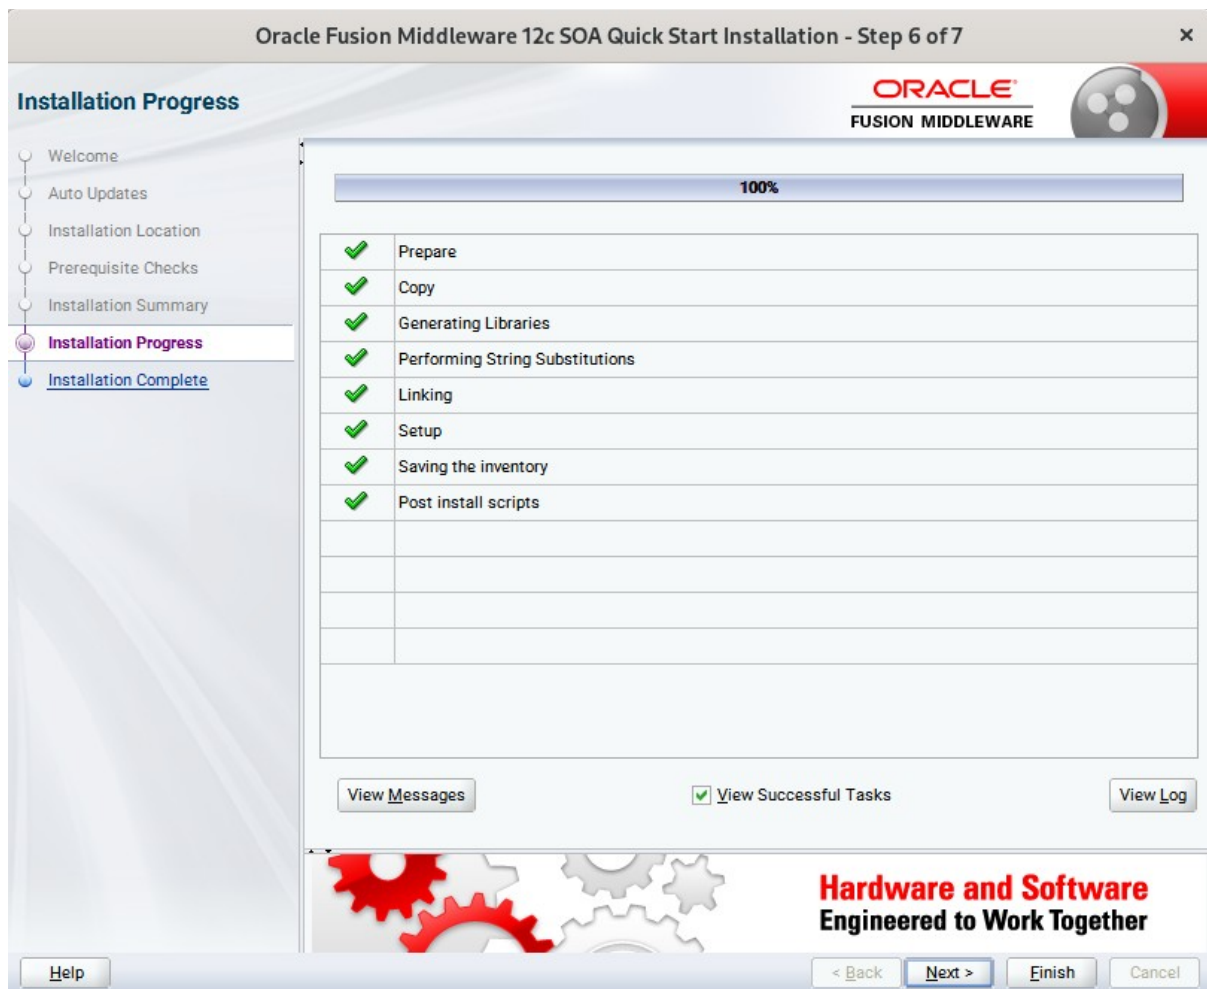 Oracle Fusion Middleware 12c SOA Quick Start Installation - Step 6 of 7
Installation Progress
ORACLE
FUSION MIDDLEWARE
Welcome
Auto Updates
Installation Location
Prerequisite Checks
Installation Summary
Installation Progress
Installation Complete
100%
Prepare
Copy
Generating Libraries
Performing String Substitutions
Linking
Setup
Saving the inventory
Post install scripts
View Messages
View Successful Tasks
View Log
Hardware and Software
Engineered to Work Together
Help
< Back
Next >
Finish
Cancel